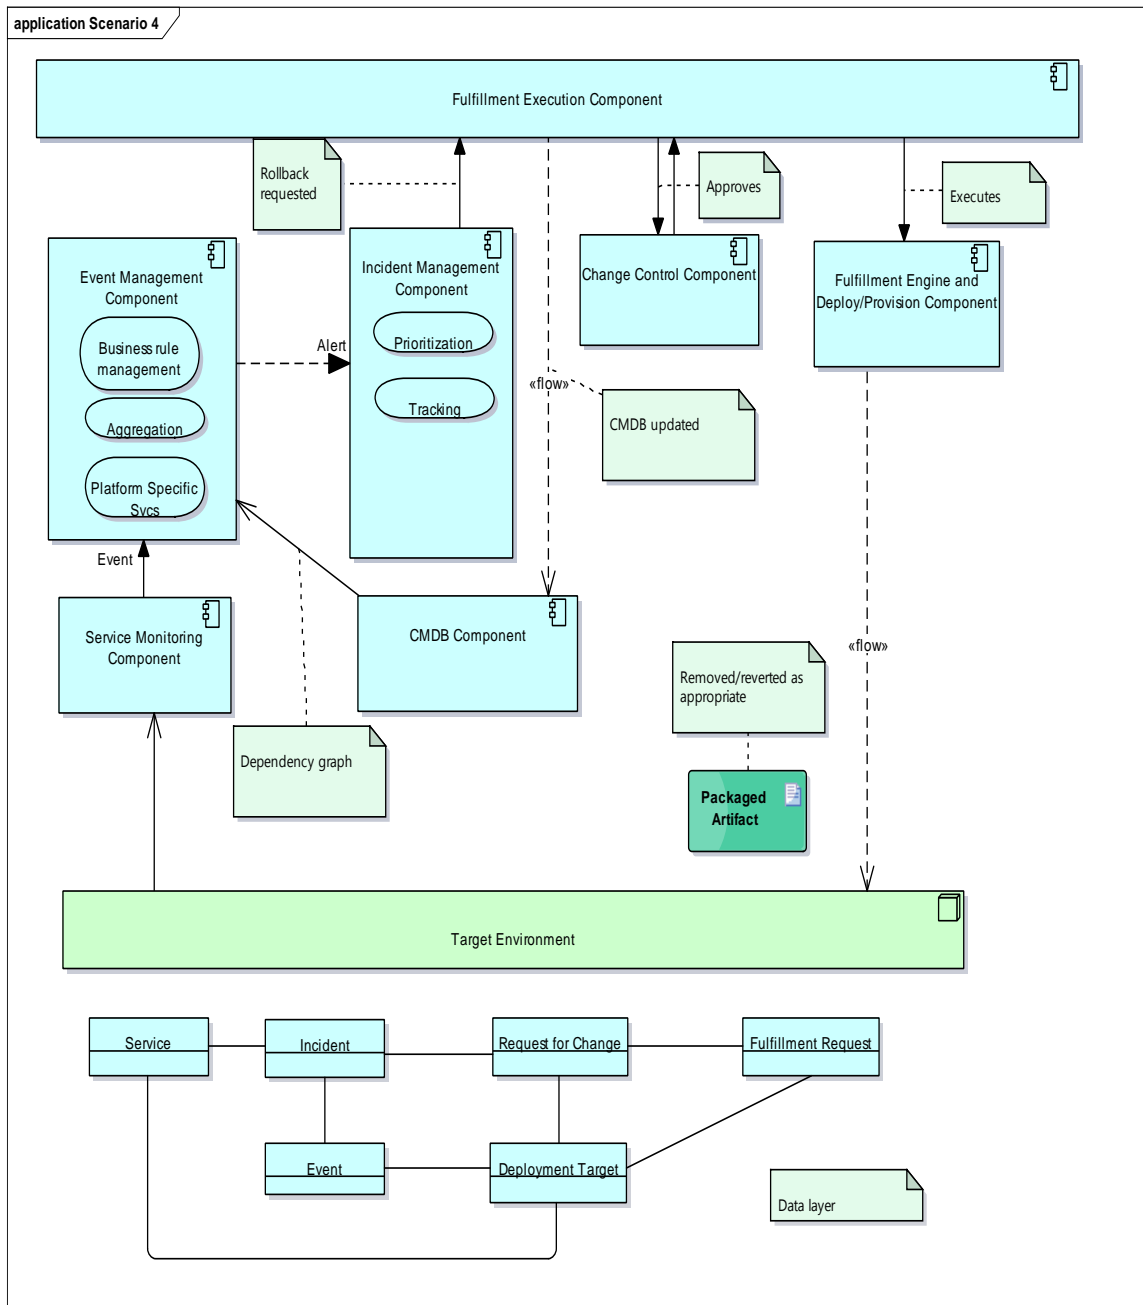 application Scenario 4
Fulfillment Execution Component
Rollback
requested
Approves
Executes
Event Management
Component
Business rule
management
Aggregation
Platform Specific
Svcs
Alert
Incident Management
Component
Prioritization
Tracking
Change Control Component
Fulfillment Engine and
Deploy/Provision Component
«flow»
CMDB updated
Event
Service Monitoring
Component
CMDB Component
«flow»
Removed/reverted as
appropriate
Dependency graph
Packaged
Artifact
Target Environment
Service
Incident
Request for Change
Fulfillment Request
Event
Deployment Target
Data layer